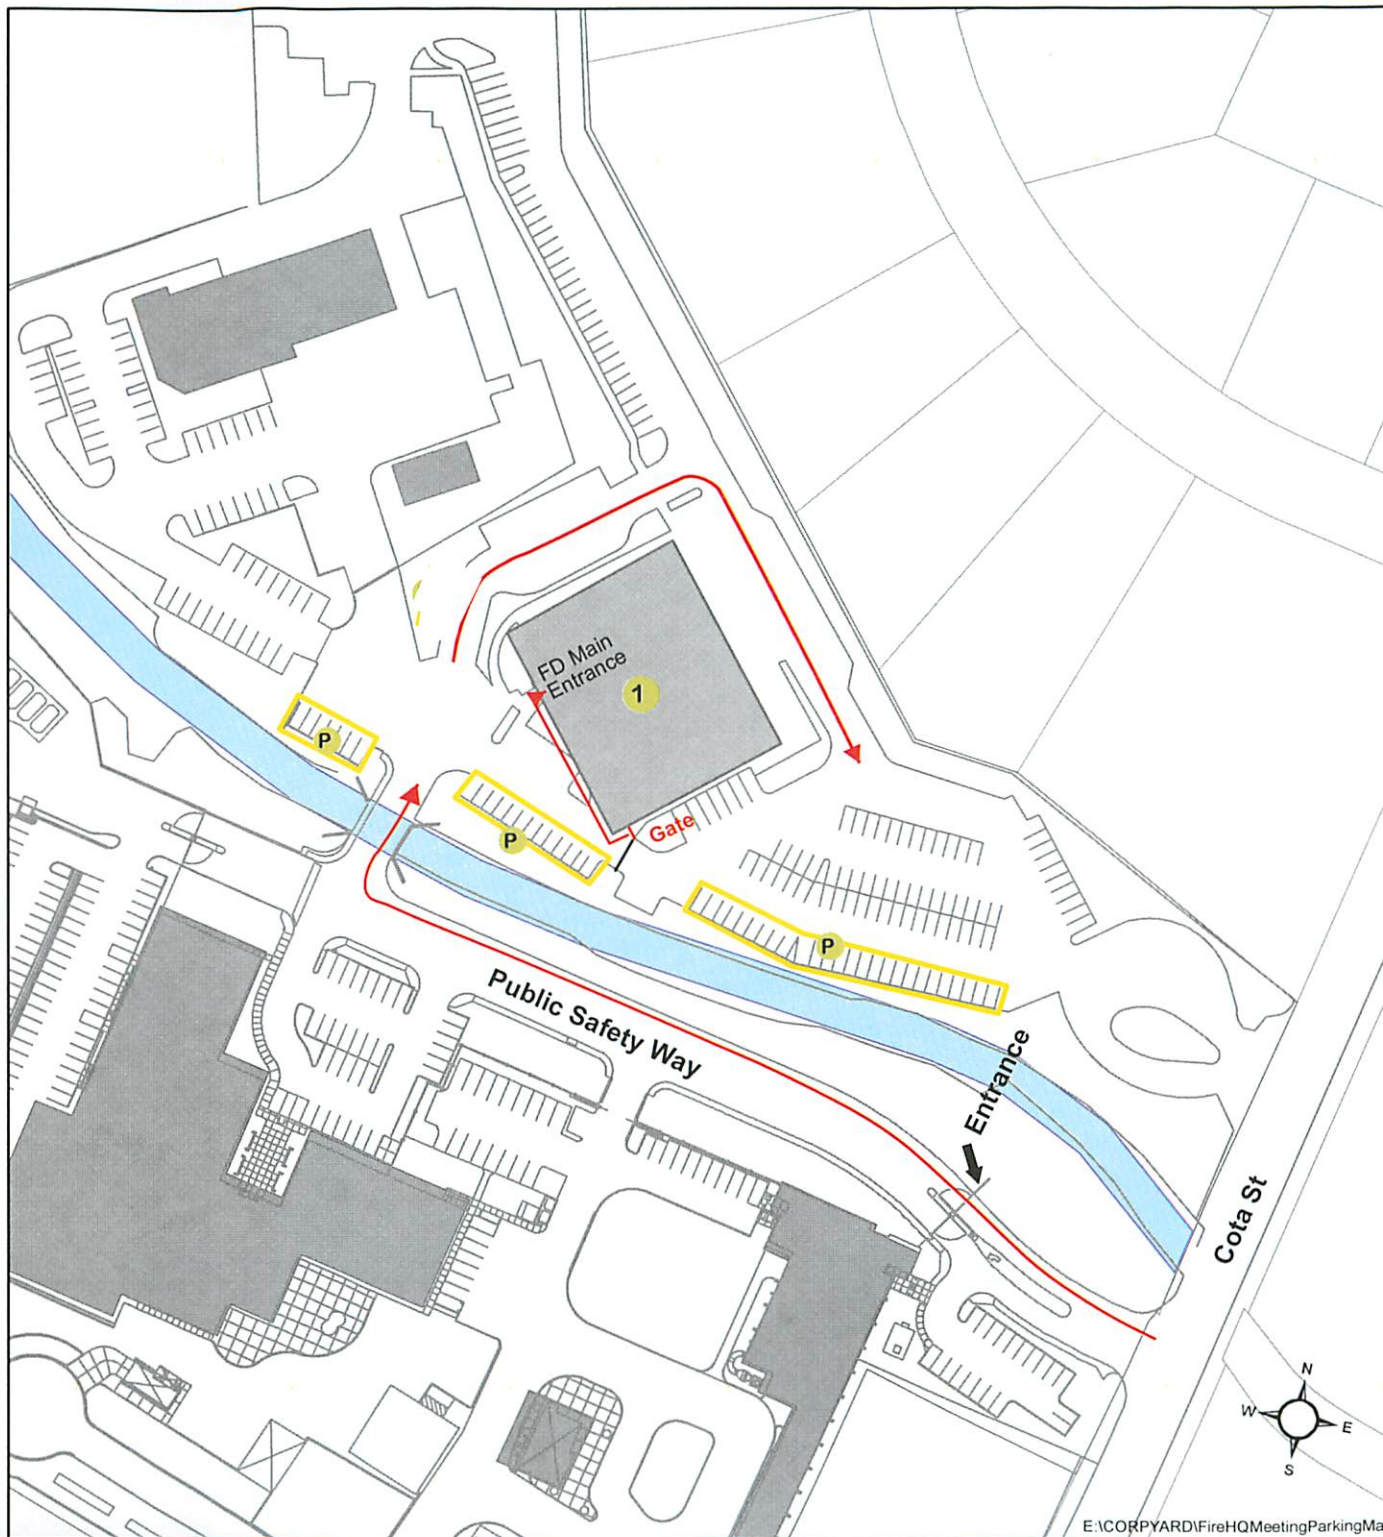 FD Main
Entrance
1
P
Gate
P
P
Public Safety Way
Entrance
Cota St
N
W
E
S
E:\CORPYARD\FireHQMeetingParkingMa